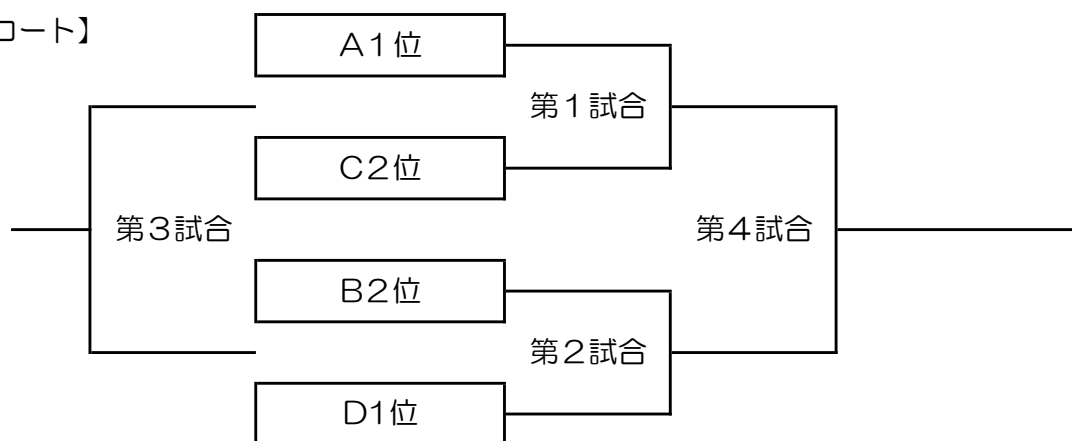 コート】
A1位
第1試合
C2位
第3試合
第4試合
B2位
第2試合
D1位